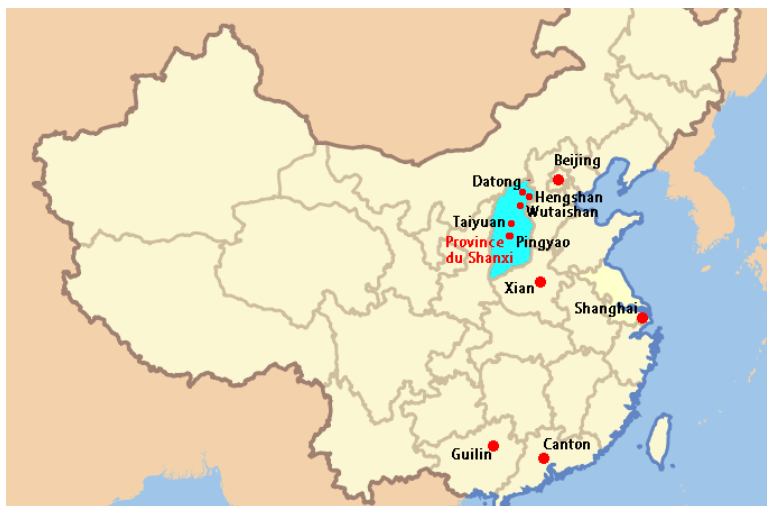 Beijing
Datong
Hengshan
Wutaishan
Taiyuan
Province
du Shanxi
Pingyao
Xian
Shanghai
Guilin
Canton